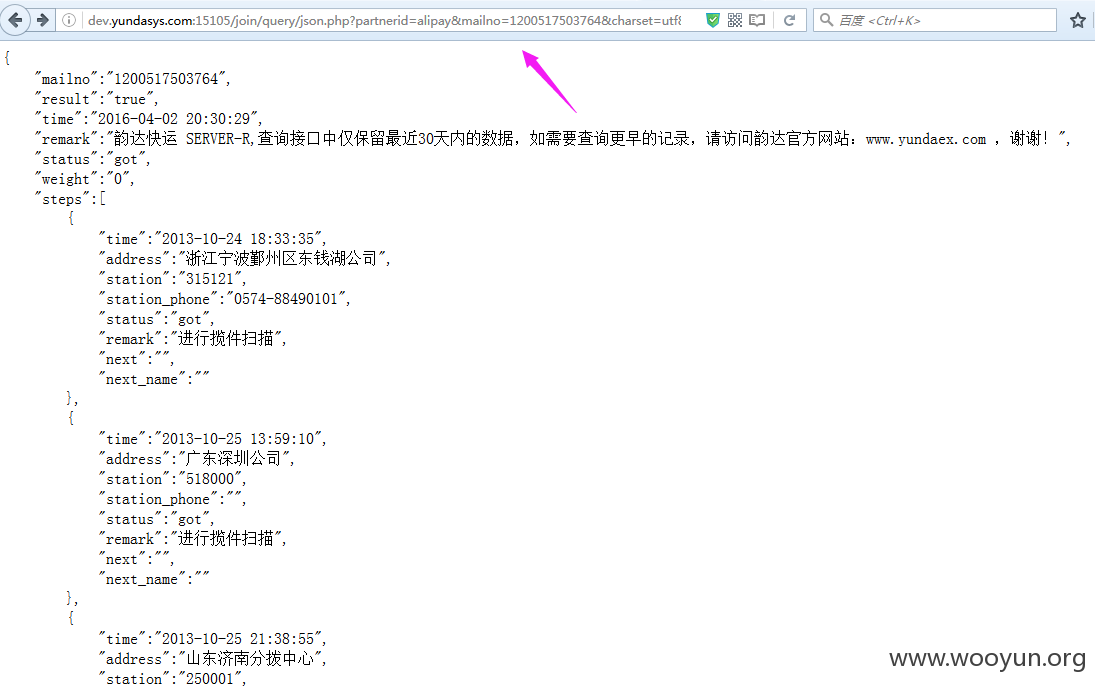 dev.yundasys.com:15105/join/query/json.php?partnerid=alipay&mailno=1200517503764&charset=utf8
百度 <Ctrl+K>
{
"mailno":"1200517503764",
"result":"true",
"time":"2016-04-02 20:30:29",
"remark":"韵达快运 SERVER-R,查询接口中仅保留最近30天内的数据，如需要查询更早的记录，请访问韵达官方网站：www.yundaex.com ，谢谢！",
"status":"got",
"weight":"0",
"steps":[
{
"time":"2013-10-24 18:33:35",
"address":"浙江宁波鄞州区东钱湖公司",
"station":"315121",
"station_phone":"0574-88490101",
"status":"got",
"remark":"进行揽件扫描",
"next":"",
"next_name":""
},
{
"time":"2013-10-25 13:59:10",
"address":"广东深圳公司",
"station":"518000",
"station_phone":"",
"status":"got",
"remark":"进行揽件扫描",
"next":"",
"next_name":""
},
{
"time":"2013-10-25 21:38:55",
"address":"山东济南分拨中心",
"station":"250001",
www.wooyun.org